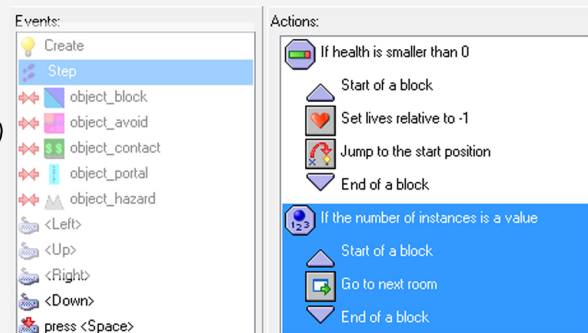 Events:
Create
Step
object_block
object_avoid
object_contact
object_portal
object_hazard
<Left>
<Up>
<Right>
<Down>
press <Space>
Actions:
If health is smaller than 0
Start of a block
Set lives relative to -1
Jump to the start position
End of a block
If the number of instances is a value
Start of a block
Go to next room
End of a block
)